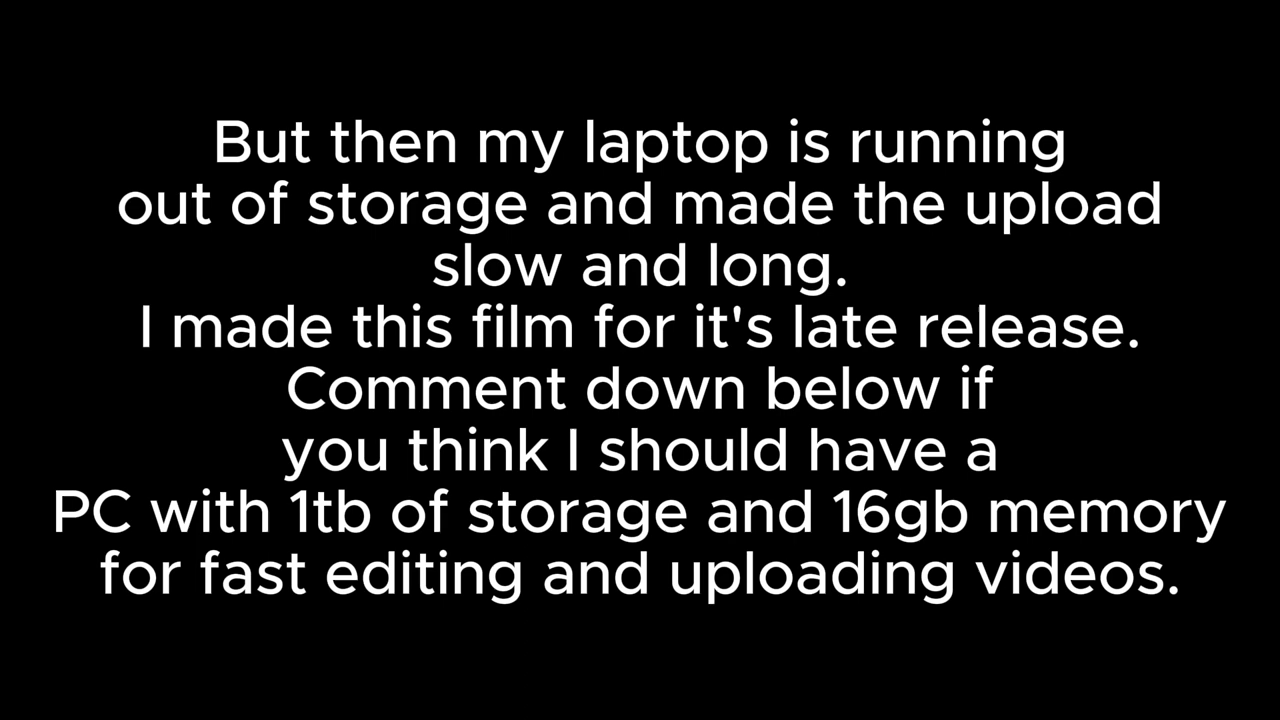 But then my laptop is running
out of storage and made the upload
slow and long.
I made this film for it's late release.
Comment down below if
you think I should have a
PC with 1tb of storage and 16gb memory
for fast editing and uploading videos.